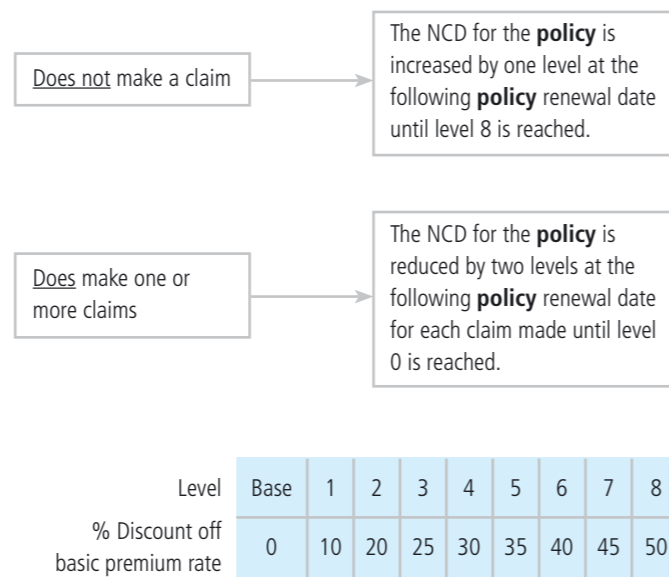 Does not make a claim
The NCD for the policy is
increased by one level at the
following policy renewal date
until level 8 is reached.
Does make one or
more claims
The NCD for the policy is
reduced by two levels at the
following policy renewal date
for each claim made until level
0 is reached.
Level Base 1 2 3 4 5 6 7 8
% Discount off
basic premium rate 0 10 20 25 30 35 40 45 50